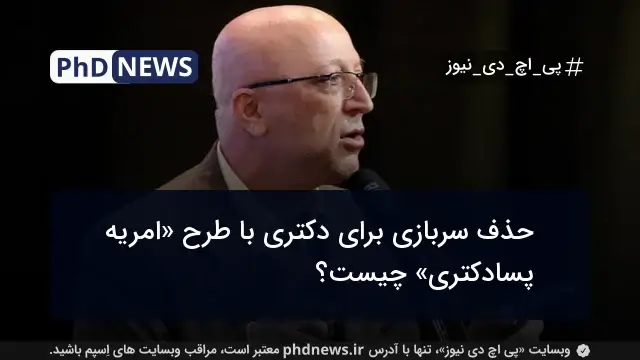 PhD NEWS
#پی_اچ_دی_نیوز
حذف سربازی برای دکتری با طرح «امریه
پسادکتری» چیست؟
وبسایت «پی اچ دی نیوز»، تنها با آدرس phdnews.ir معتبر است، مراقب وبسایت های اِسپم باشید.